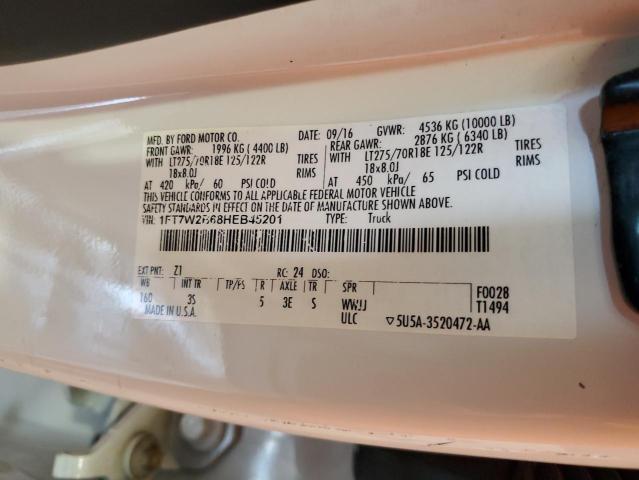 MFD. BY FORD MOTOR CO. 09/16 GVWR: 4536 KG (10000 LB)
FRONT GAWR: 1996 KG ( 4400 LB) REAR GAWR: 2876 KG ( 6340 LB)
WITH LT275/70R18E 125/122R TIRES WITH LT275/70R18E 125/122R TIRES
18x8.0J RIMS 18x8.0J RIMS
AT 420 kPa/ 60 PSI COLD AT 450 kPa/ 65 PSI COLD
THIS VEHICLE CONFORMS TO ALL APPLICABLE FEDERAL MOTOR VEHICLE
SAFETY AND THEFT PREVENTION STANDARDS IN EFFECT ON THE DATE OF MANUFACTURE SHOWN ABOVE.
VIN: 1FT7W2B68HEB45201 TYPE: Truck
EXT PNT: Z1 RC: 24 DSO:
WB INT TR TP/PS R AXLE TR SPR F0028
160 3S 5 3E S WWJJ T1494
MADE IN U.S.A. ULC ▽5U5A-3520472-AA